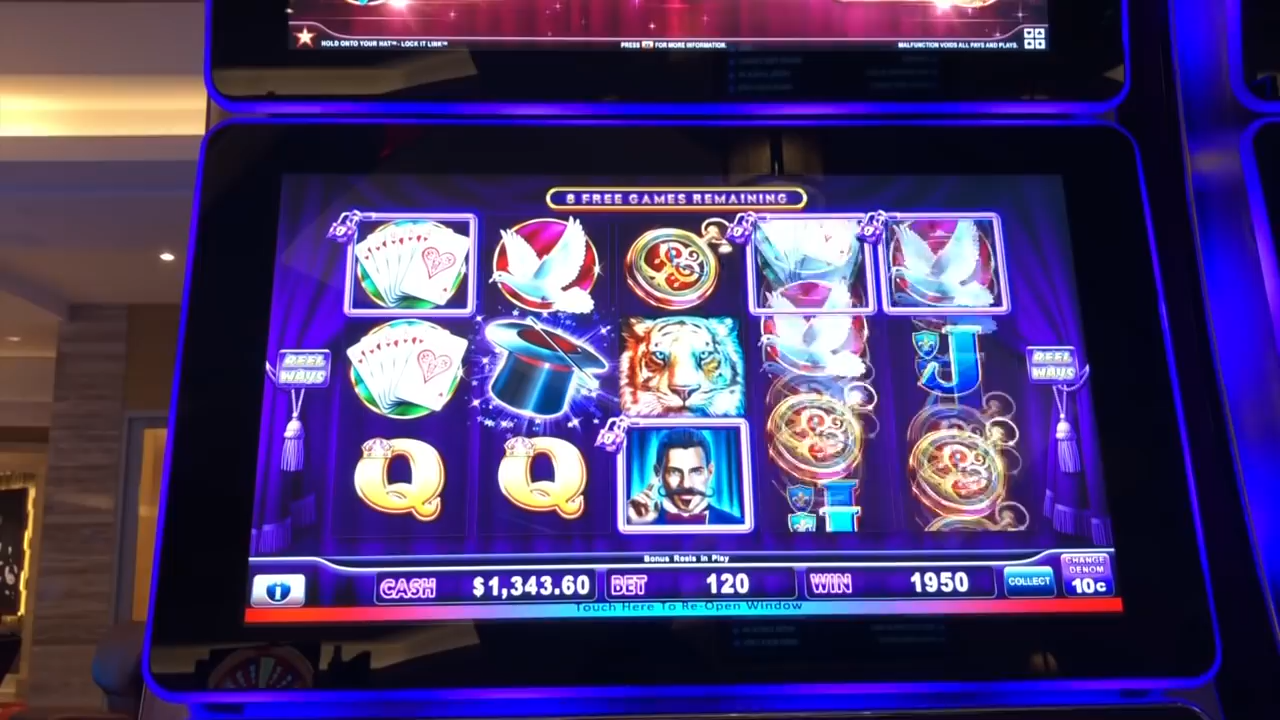 HOLD ONTO YOUR HAT™ - LOCK IT LINK™
PRESS FOR MORE INFORMATION.
MALFUNCTION VOIDS ALL PAYS AND PLAYS.
8 FREE GAMES REMAINING
REEL
WAYS
REEL
WAYS
J
Q
Q
Bonus Reels in Play
CASH $1,343.60
BET 120
WIN 1950
COLLECT
CHANGE
DENOM
10¢
Touch Here To Re-Open Window